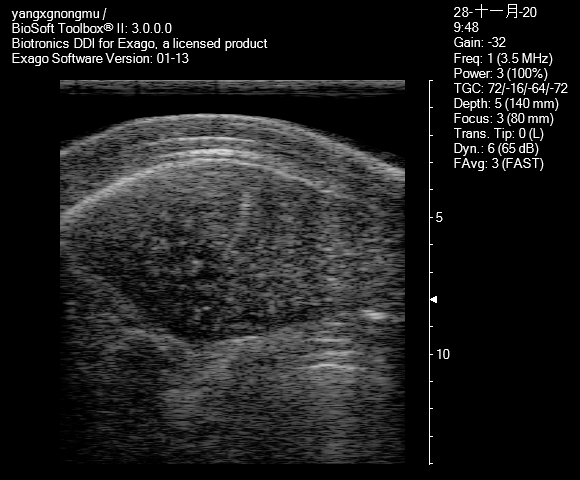 yangxgnongmu /
BioSoft Toolbox® II: 3.0.0.0
Biotronics DDI for Exago, a licensed product
Exago Software Version: 01-13
28-十一月-20
9:48
Gain: -32
Freq: 1 (3.5 MHz)
Power: 3 (100%)
TGC: 72/-16/-64/-72
Depth: 5 (140 mm)
Focus: 3 (80 mm)
Trans. Tip: 0 (L)
Dyn.: 6 (65 dB)
FAvg: 3 (FAST)
5
10